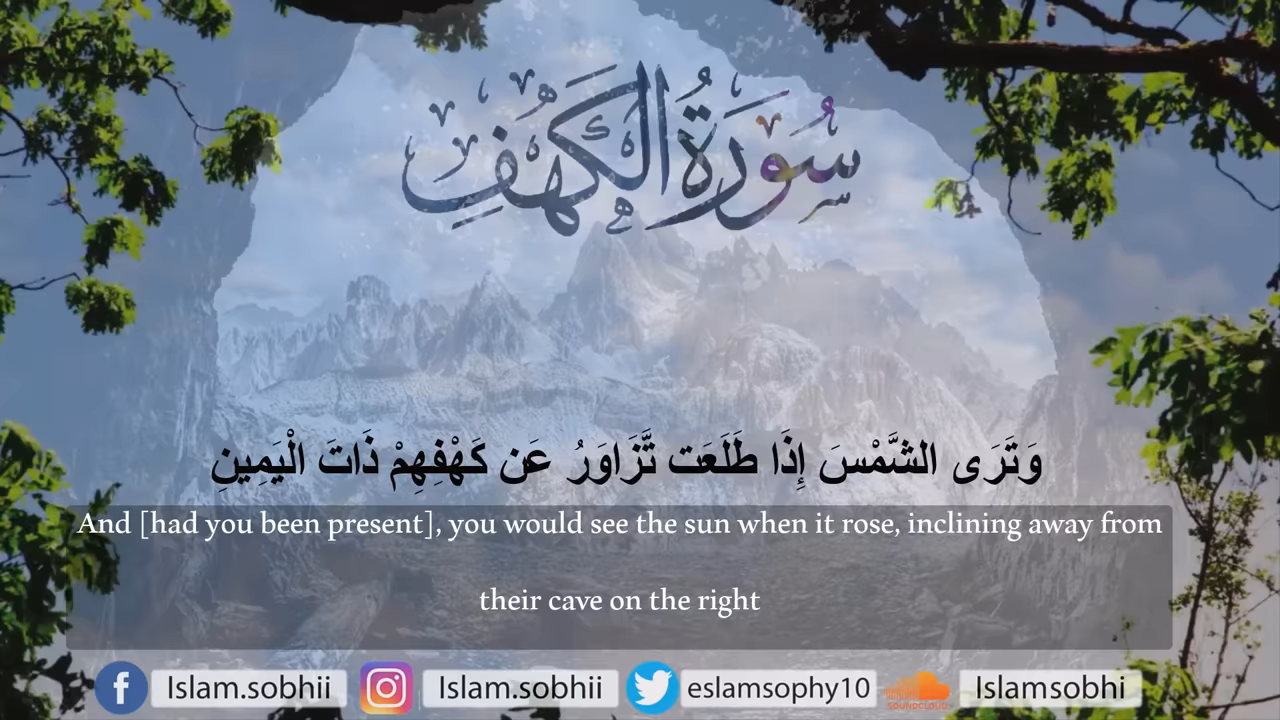 سُورَةُ الْكَهْفِ
وَتَرَى الشَّمْسَ إِذَا طَلَعَت تَّزَاوَرُ عَن كَهْفِهِمْ ذَاتَ الْيَمِينِ
And [had you been present], you would see the sun when it rose, inclining away from
their cave on the right
Islam.sobhii Islam.sobhii eslamsophy10 SOUNDCLOUD Islamsobhi